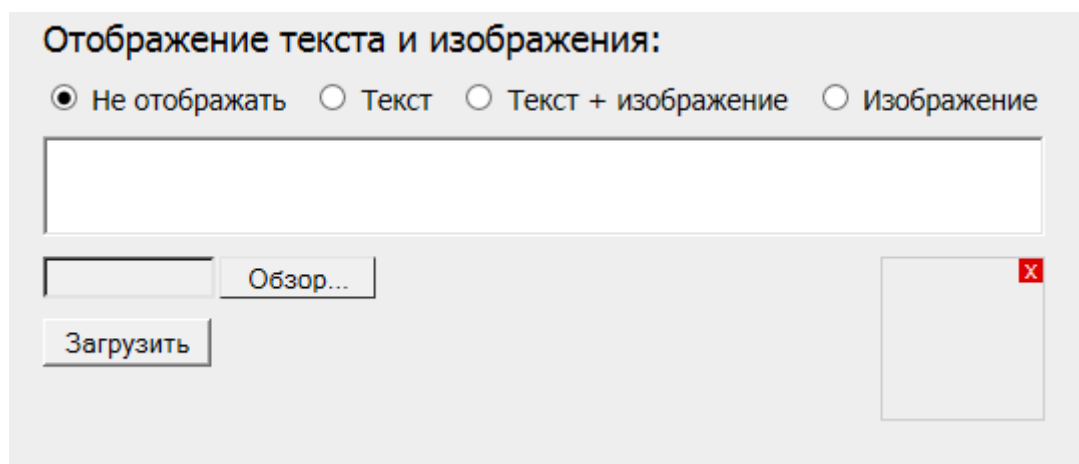 Отображение текста и изображения:
Не отображать Текст Текст + изображение Изображение
Обзор...
X
Загрузить